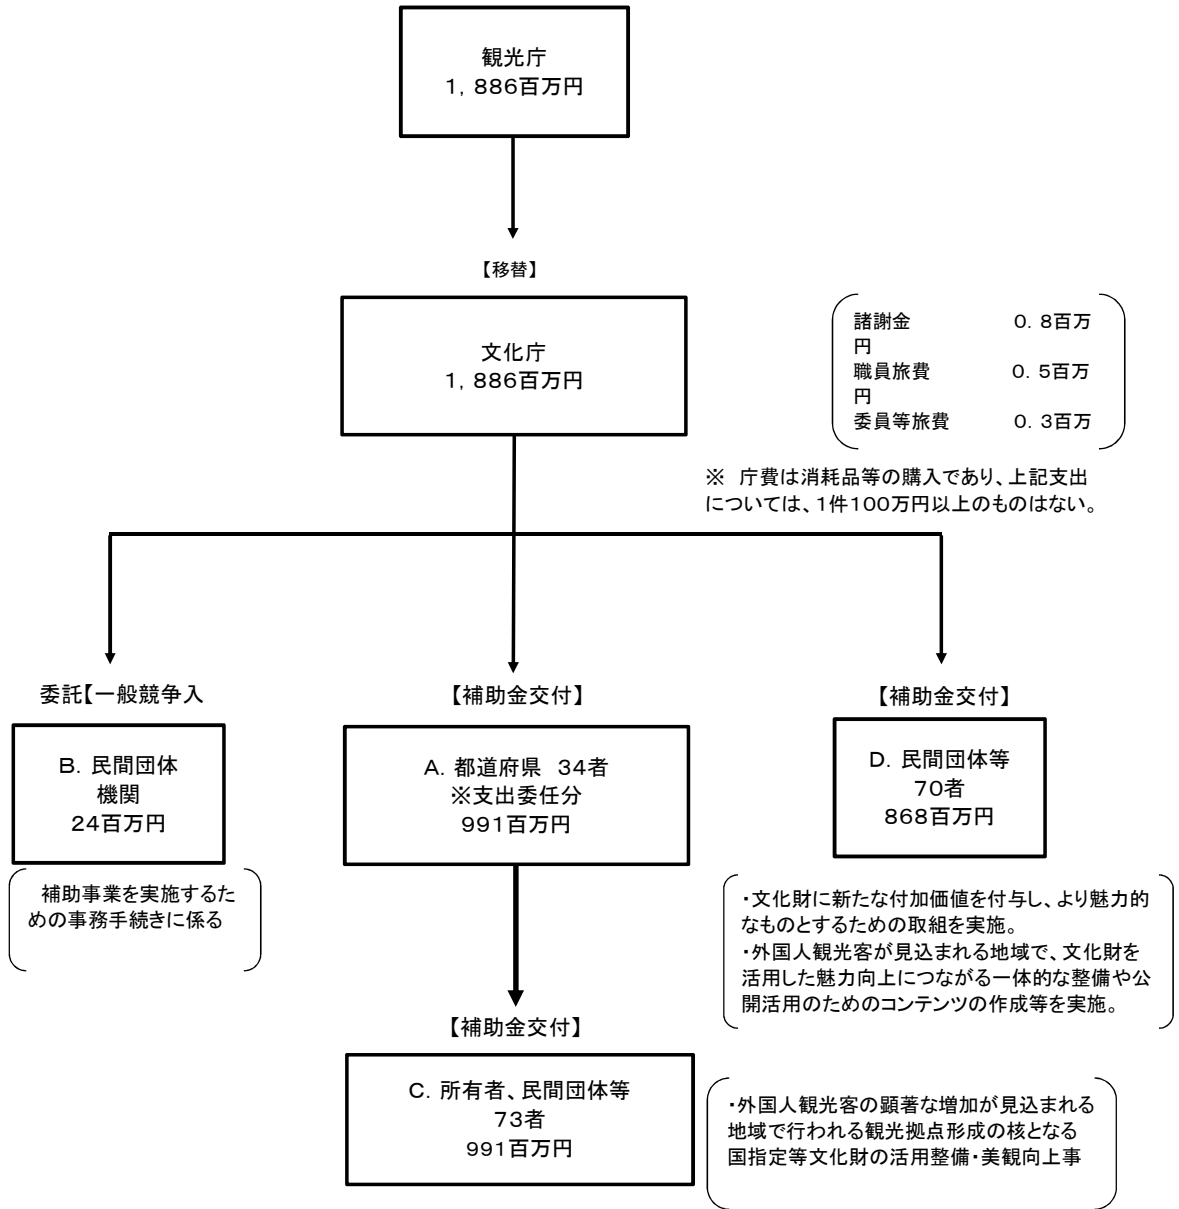 観光庁
1,886百万円
【移替】
文化庁
1,886百万円
諸謝金 0.8百万
円
職員旅費 0.5百万
円
委員等旅費 0.3百万
※ 庁費は消耗品等の購入であり、上記支出
については、1件100万円以上のものはない。
委託【一般競争入
【補助金交付】
【補助金交付】
B. 民間団体
機関
24百万円
A. 都道府県 34者
※支出委任分
991百万円
D. 民間団体等
70者
868百万円
補助事業を実施するた
めの事務手続きに係る
・文化財に新たな付加価値を付与し、より魅力的
なものとするための取組を実施。
・外国人観光客が見込まれる地域で、文化財を
活用した魅力向上につながる一体的な整備や公
開活用のためのコンテンツの作成等を実施。
【補助金交付】
C. 所有者、民間団体等
73者
991百万円
・外国人観光客の顕著な増加が見込まれる
地域で行われる観光拠点形成の核となる
国指定等文化財の活用整備・美観向上事